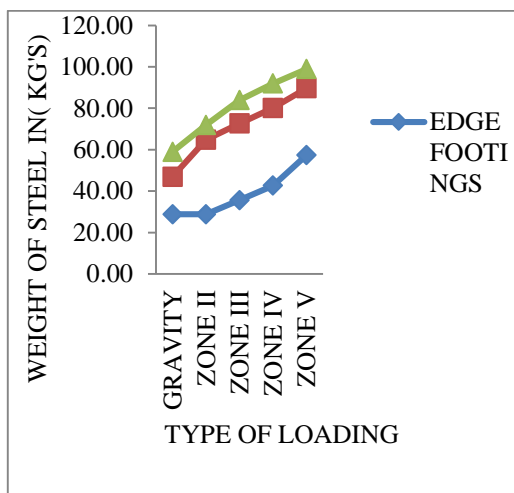 WEIGHT OF STEEL IN( KG'S)
120.00
100.00
80.00
60.00
40.00
20.00
0.00
GRAVITY
ZONE II
ZONE III
ZONE IV
ZONE V
TYPE OF LOADING
EDGE
FOOTI
NGS